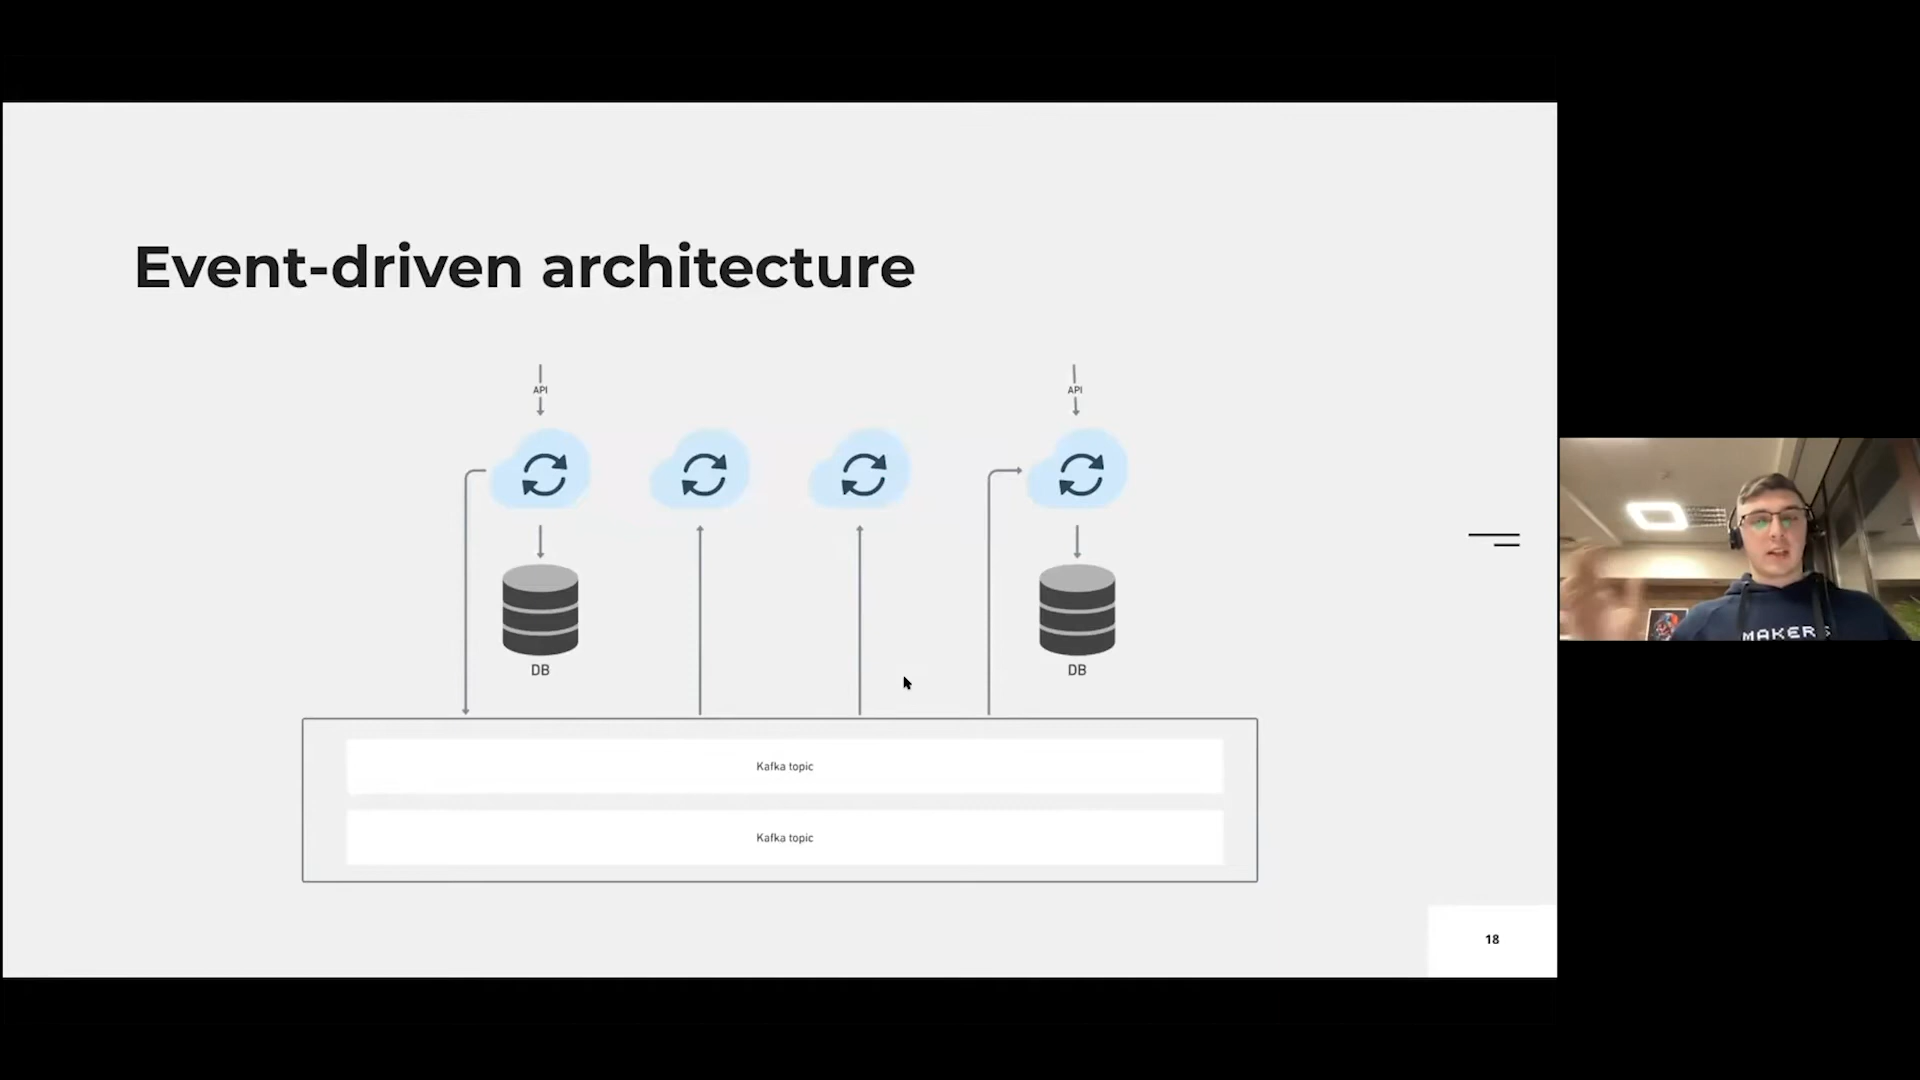 Event-driven architecture
API
API
DB
DB
Kafka topic
Kafka topic
18
MAKERS